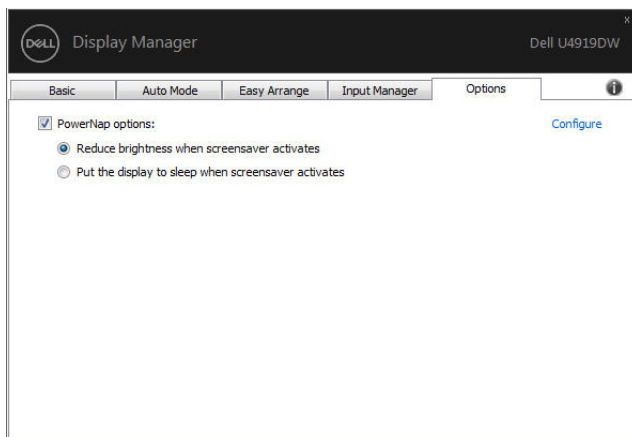 x
DELL Display Manager Dell U4919DW
Basic Auto Mode Easy Arrange Input Manager Options i
PowerNap options: Configure
Reduce brightness when screensaver activates
Put the display to sleep when screensaver activates